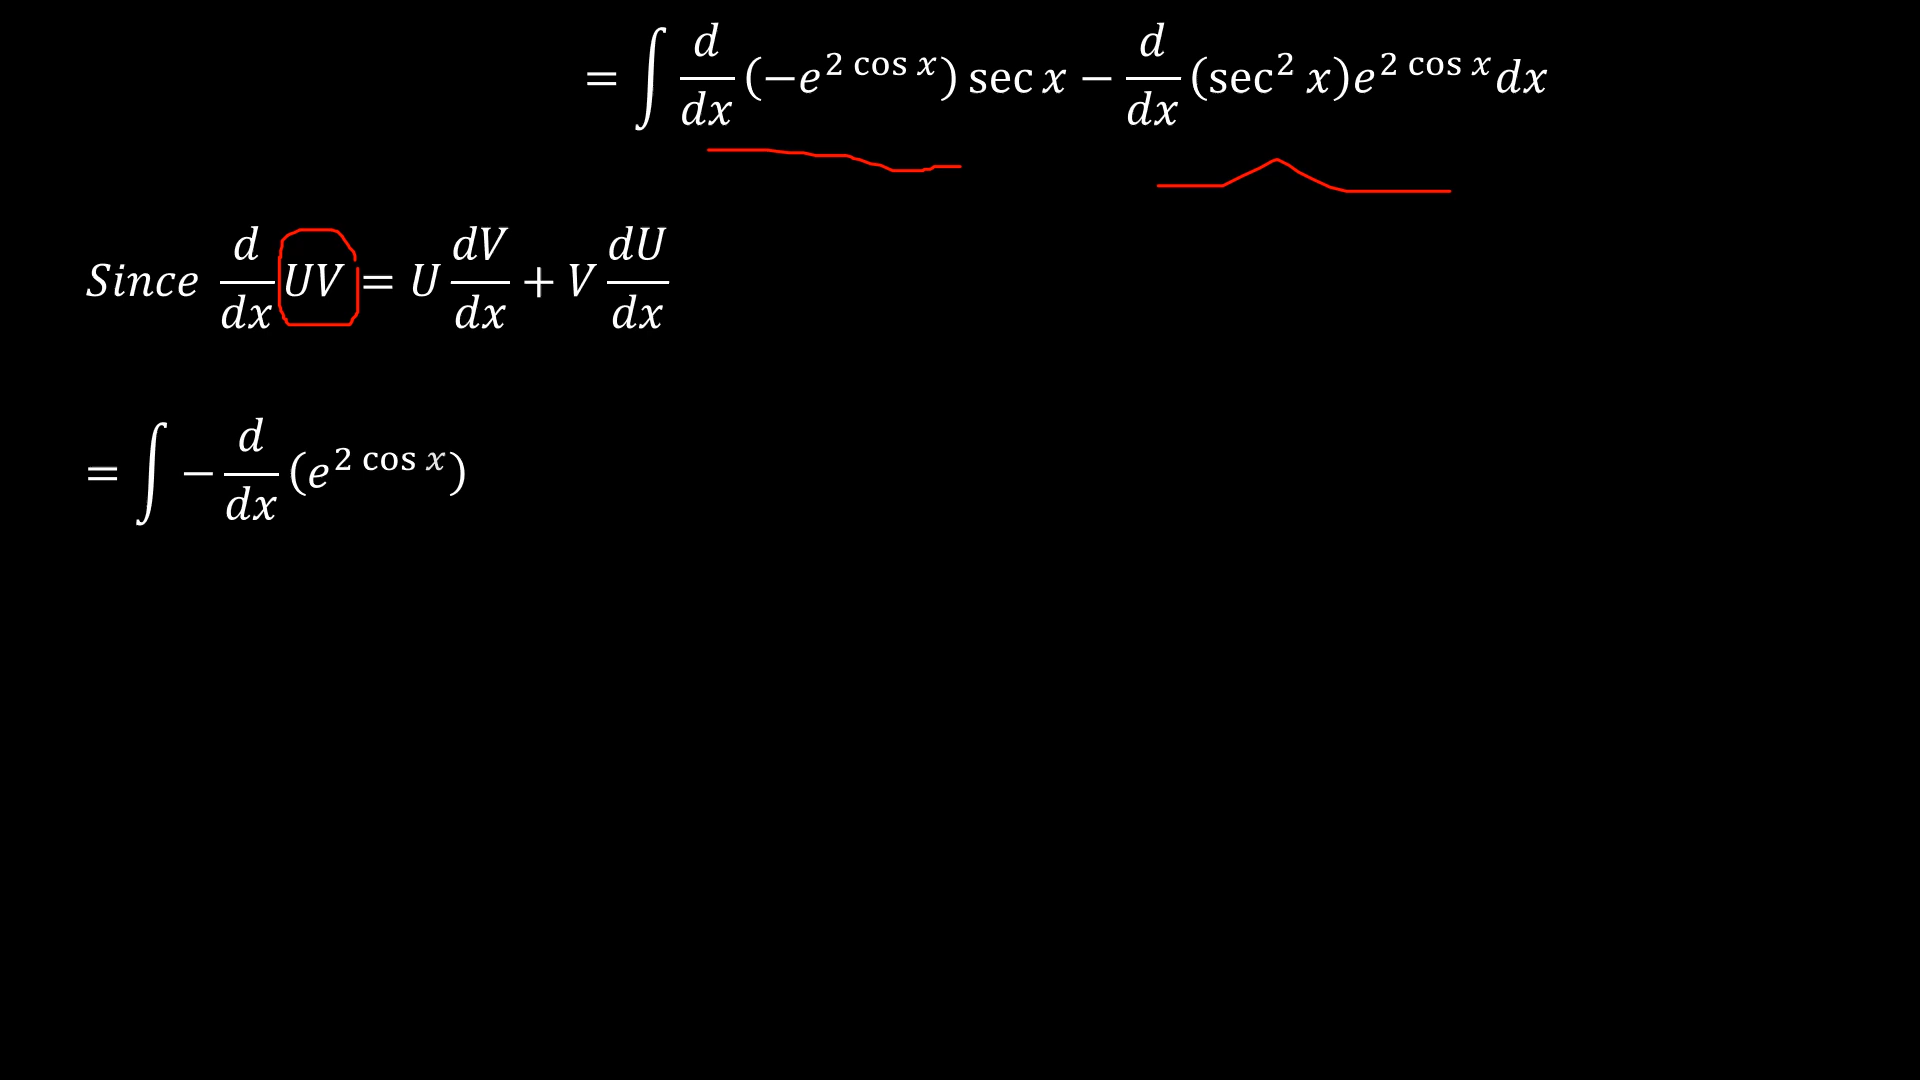 = ∫ d/dx (−e^{2 cos x}) sec x − d/dx (sec² x)e^{2 cos x}dx
Since d/dx UV = U dV/dx + V dU/dx
= ∫ − d/dx (e^{2 cos x})